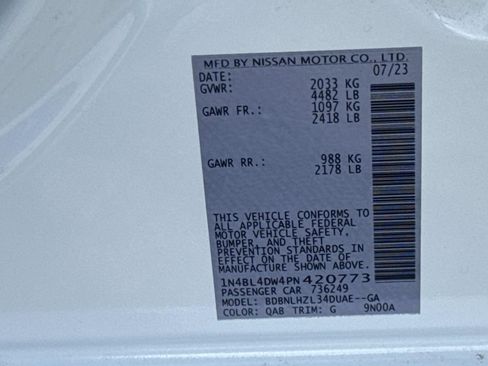 MFD BY NISSAN MOTOR CO., LTD.
DATE: 07/23
GVWR: 2033 KG
4482 LB
GAWR FR.: 1097 KG
2418 LB
GAWR RR.: 988 KG
2178 LB
THIS VEHICLE CONFORMS TO
ALL APPLICABLE FEDERAL
MOTOR VEHICLE SAFETY,
BUMPER, AND THEFT
PREVENTION STANDARDS
IN EFFECT ON THE DATE OF
MANUFACTURE SHOWN ABOVE.
1N4BL4DW4PN420773
PASSENGER CAR 736249
MODEL: BDBNLHZL34DUAE--GA
COLOR: QAB TRIM: G 9N00A